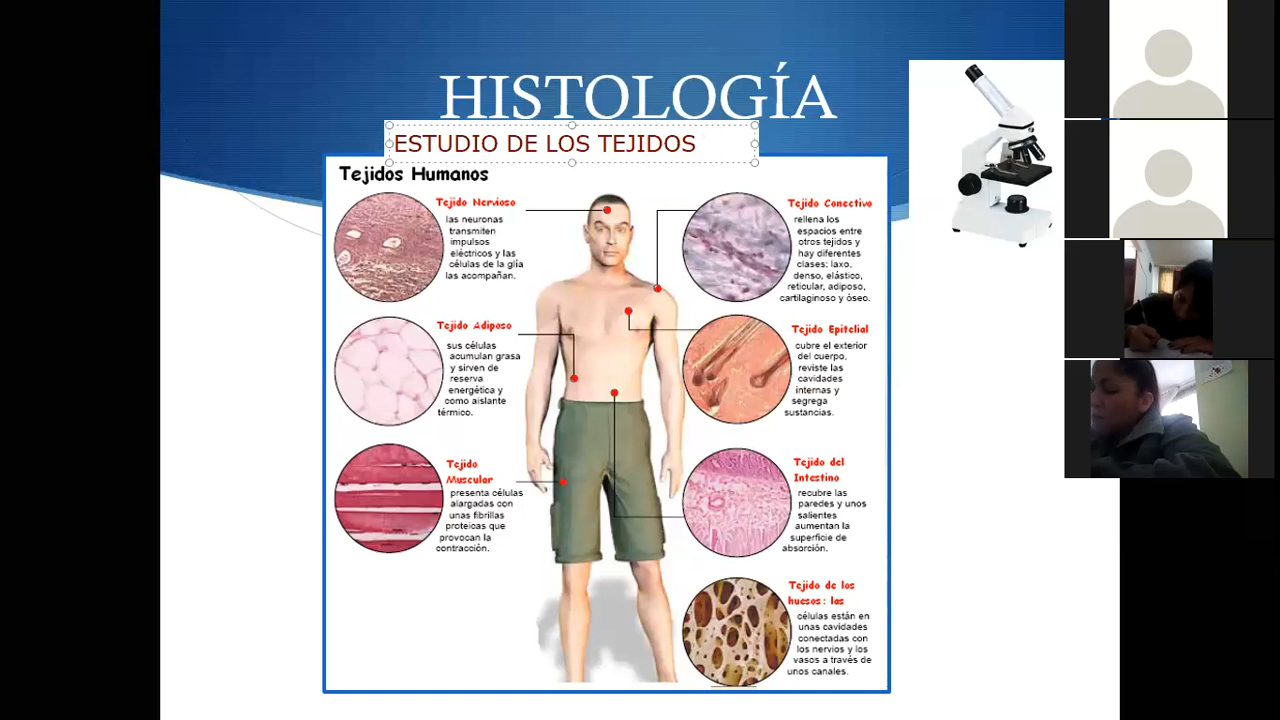 HISTOLOGÍA
ESTUDIO DE LOS TEJIDOS
Tejidos Humanos
Tejido Nervioso
las neuronas
transmiten
impulsos
eléctricos y las
células de la glía
las acompañan.
Tejido Adiposo
sus células
acumulan grasa
y sirven de
reserva
energética y
como aislante
térmico.
Tejido
Muscular
presenta células
alargadas con
unas fibrillas
proteicas que
provocan la
contracción.
Tejido Conectivo
rellena los
espacios entre
otros tejidos y
hay diferentes
clases: laxo,
denso, elástico,
reticular, adiposo,
cartilaginoso y óseo.
Tejido Epitelial
cubre el exterior
del cuerpo,
reviste las
cavidades
internas y
segrega
sustancias.
Tejido del
Intestino
recubre las
paredes y unos
salientes
aumentan la
superficie de
absorción.
Tejido de los
huesos: las
células están en
unas cavidades
conectadas con
los nervios y los
vasos a través de
unos canales.